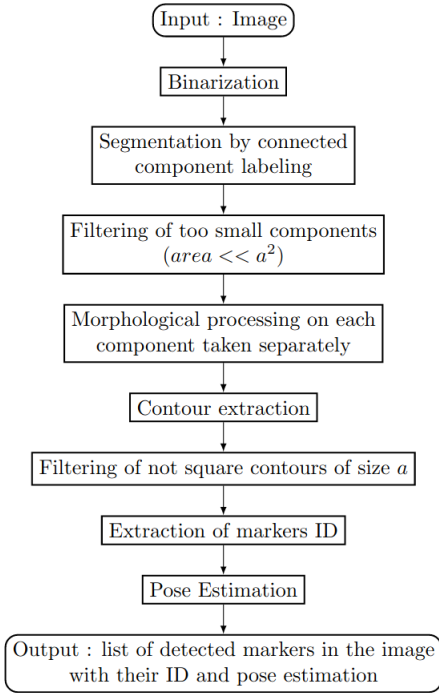 Input : Image
Binarization
Segmentation by connected
component labeling
Filtering of too small components
(area << a²)
Morphological processing on each
component taken separately
Contour extraction
Filtering of not square contours of size a
Extraction of markers ID
Pose Estimation
Output : list of detected markers in the image
with their ID and pose estimation